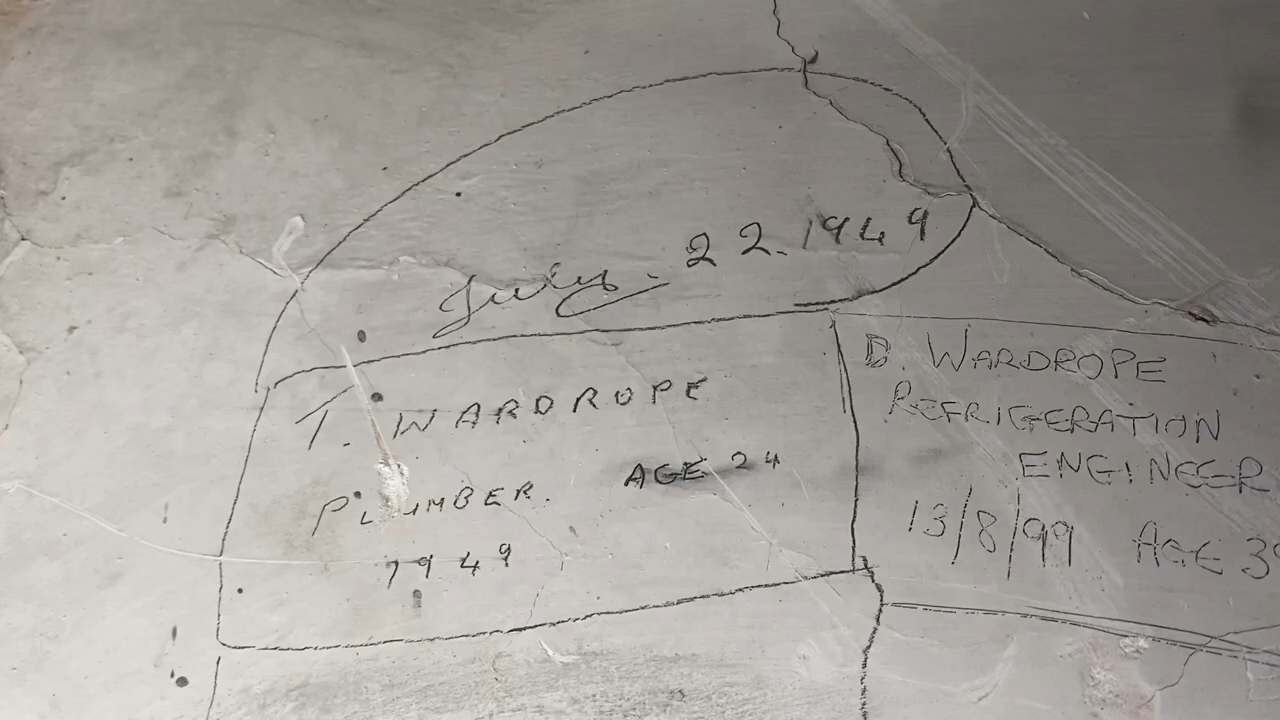 July. 22. 1949
T. WARDROPE
PLUMBER. AGE 24
1949
D. WARDROPE
REFRIGERATION
ENGINEER
13/8/99 AGE